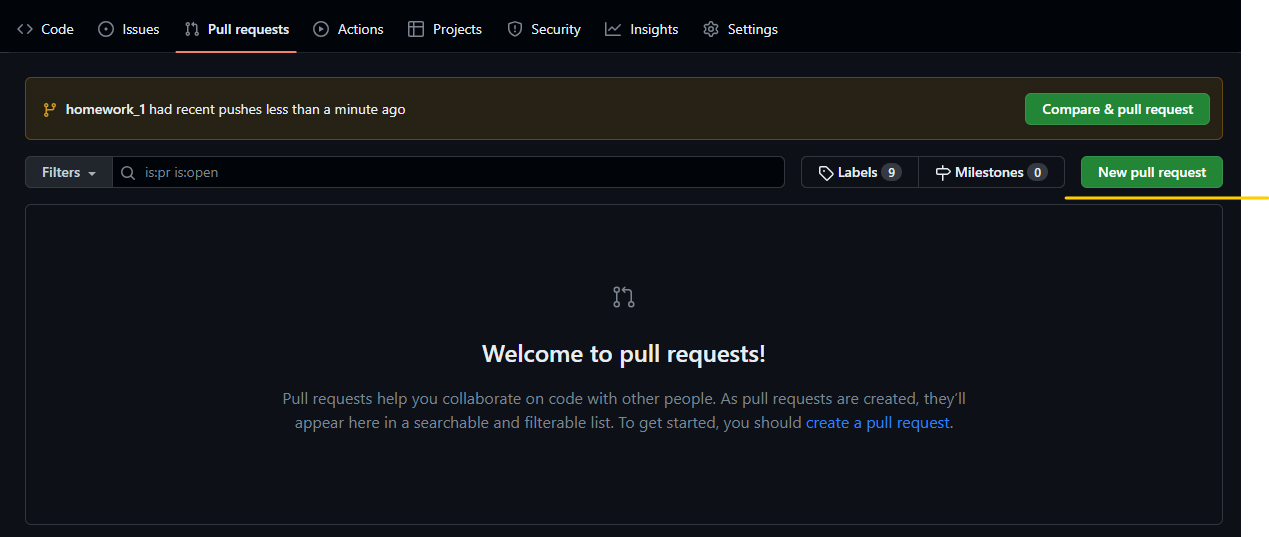 Code Issues Pull requests Actions Projects Security Insights Settings
homework_1 had recent pushes less than a minute ago Compare & pull request
Filters is:pr is:open Labels 9 Milestones 0 New pull request
Welcome to pull requests!
Pull requests help you collaborate on code with other people. As pull requests are created, they’ll
appear here in a searchable and filterable list. To get started, you should create a pull request.